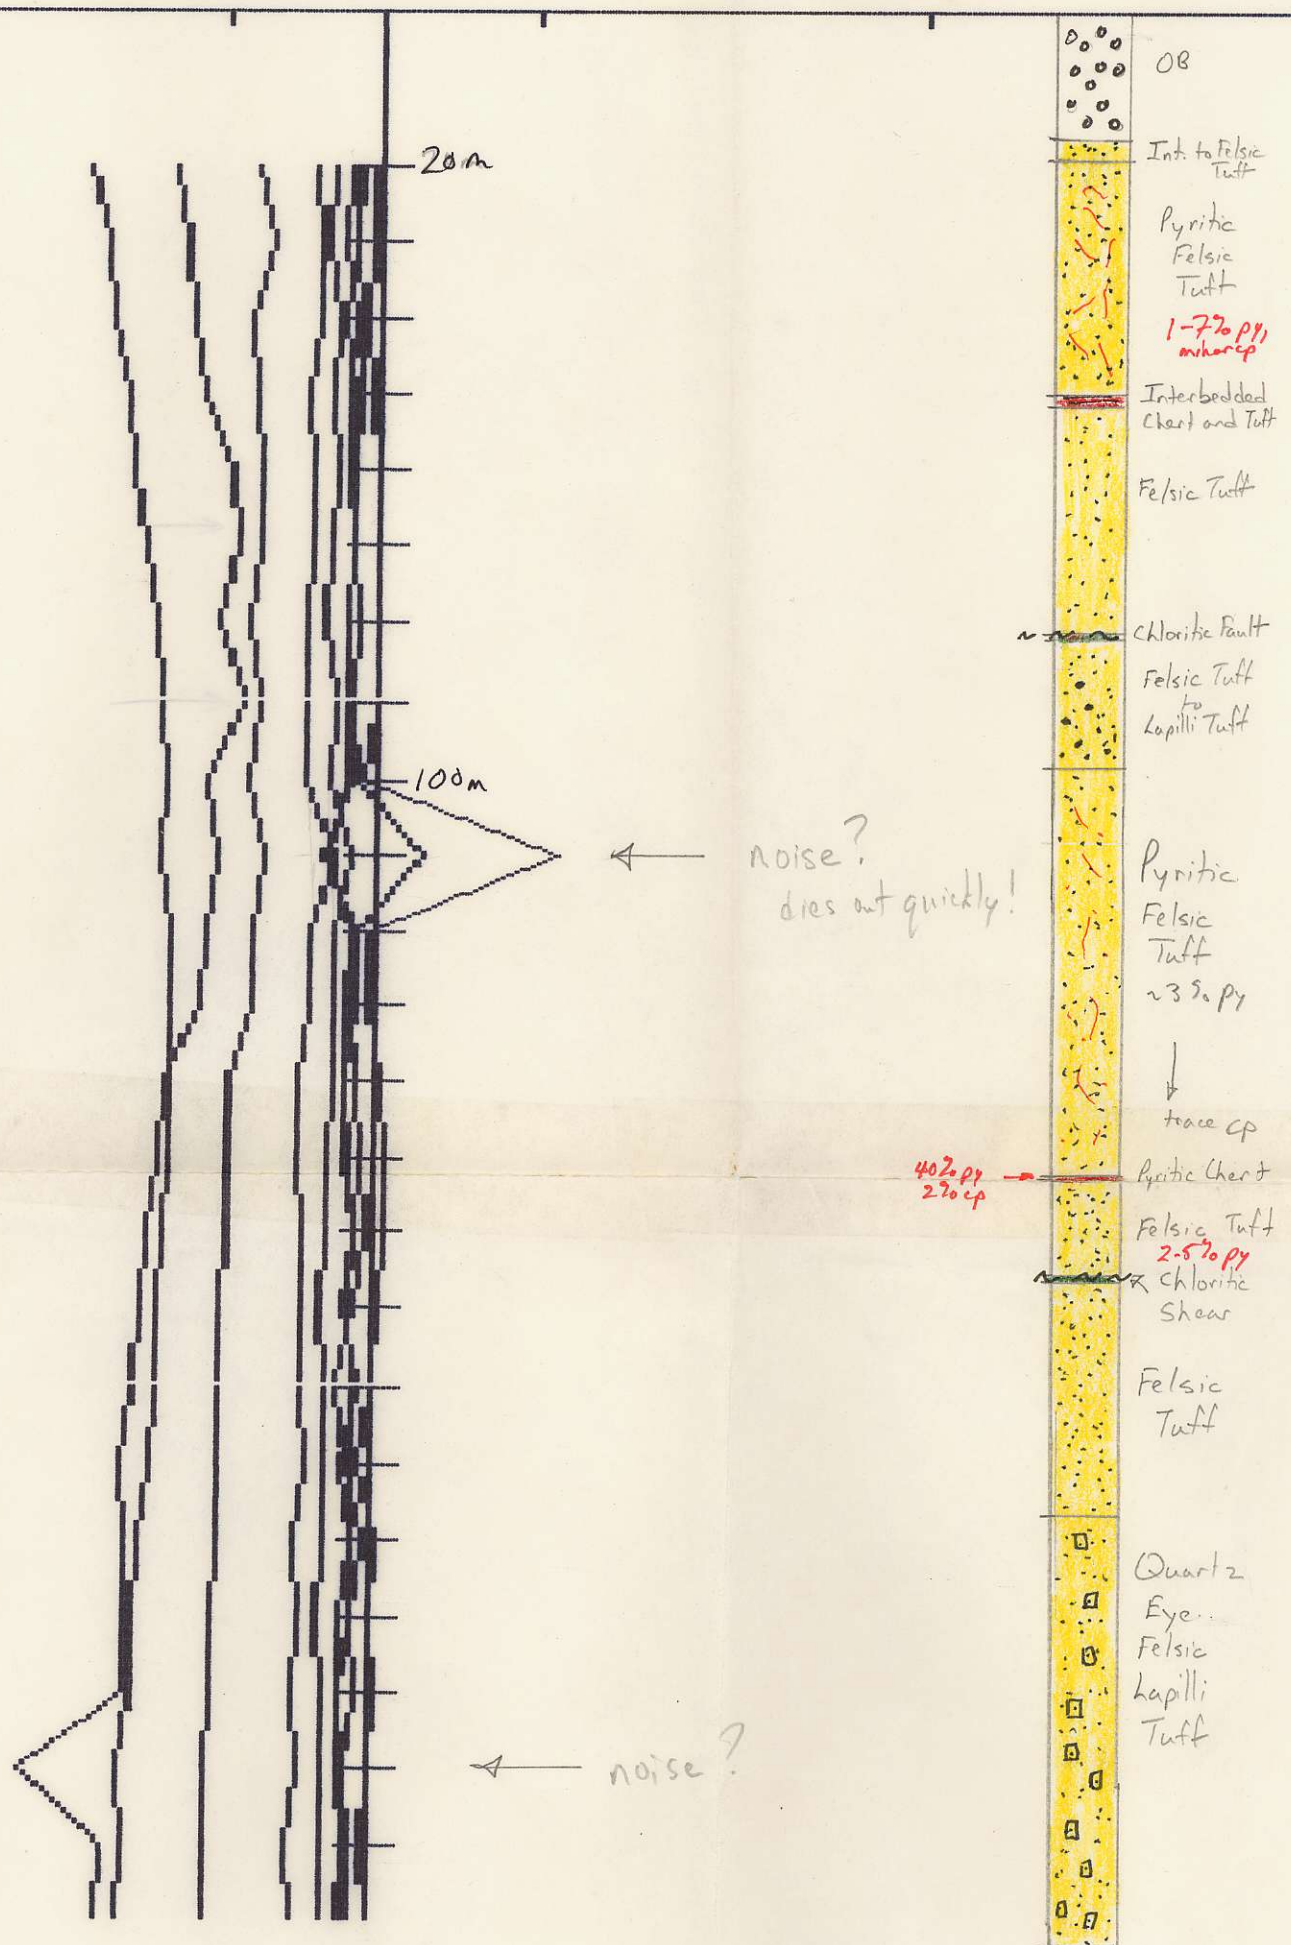 OB
20m
Int. to Felsic
Tuff
Pyritic
Felsic
Tuff
1-7% py,
minor cp
Interbedded
Chert and Tuff
Felsic Tuff
Chloritic Fault
Felsic Tuff
to
Lapilli Tuff
100m
noise?
dies out quickly!
Pyritic
Felsic
Tuff
~3% py
trace cp
40% py
2% cp
Pyritic Chert
Felsic Tuff
2-5% py
Chloritic
Shear
Felsic
Tuff
Quartz
Eye
Felsic
Lapilli
Tuff
noise?